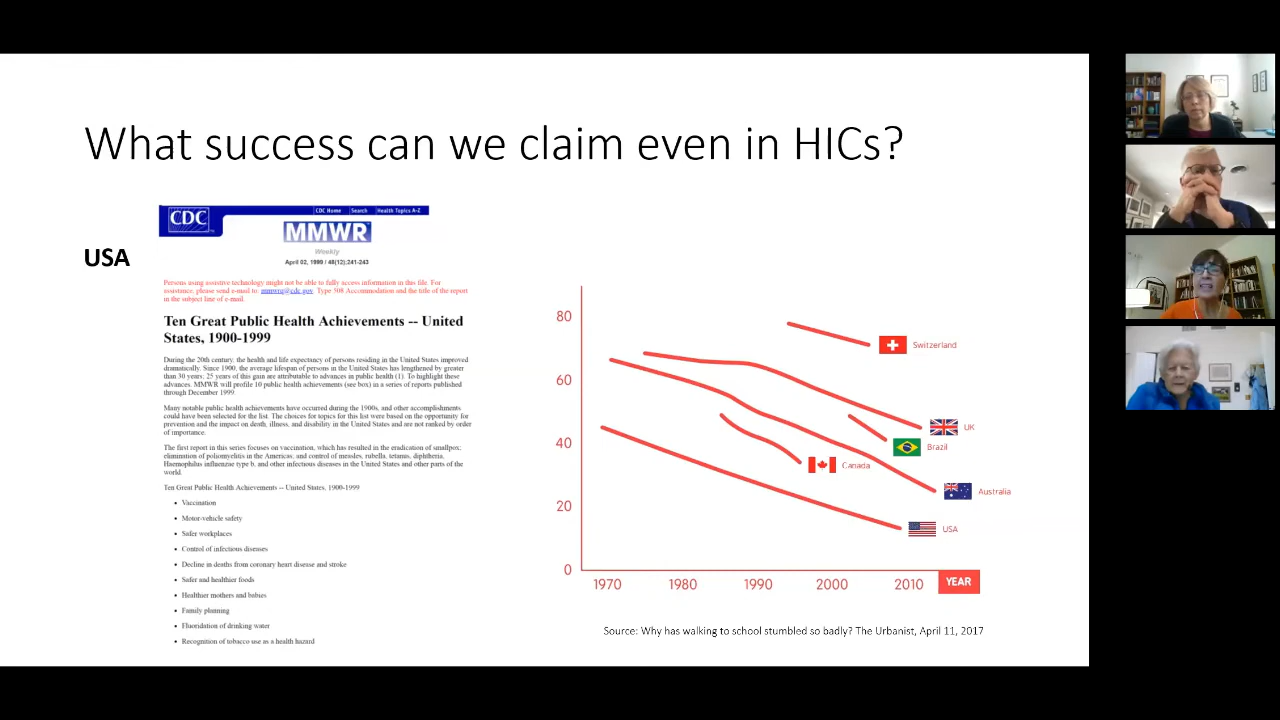 What success can we claim even in HICs?
USA
CDC
CDC Home Search Health Topics A-Z
MMWR
Weekly
April 02, 1999 / 48(12);241-243
Persons using assistive technology might not be able to fully access information in this file. For
assistance, please send e-mail to: mmwrq@cdc.gov. Type 508 Accommodation and the title of the report
in the subject line of e-mail.
Ten Great Public Health Achievements -- United
States, 1900-1999
During the 20th century, the health and life expectancy of persons residing in the United States improved
dramatically. Since 1900, the average lifespan of persons in the United States has lengthened by greater
than 30 years; 25 years of this gain are attributable to advances in public health (1). To highlight these
advances, MMWR will profile 10 public health achievements (see box) in a series of reports published
through December 1999.
Many notable public health achievements have occurred during the 1900s, and other accomplishments
could have been selected for the list. The choices for topics for this list were based on the opportunity for
prevention and the impact on death, illness, and disability in the United States and are not ranked by order
of importance.
The first report in this series focuses on vaccination, which has resulted in the eradication of smallpox;
elimination of poliomyelitis in the Americas; and control of measles, rubella, tetanus, diphtheria,
Haemophilus influenzae type b, and other infectious diseases in the United States and other parts of the
world.
Ten Great Public Health Achievements -- United States, 1900-1999
• Vaccination
• Motor-vehicle safety
• Safer workplaces
• Control of infectious diseases
• Decline in deaths from coronary heart disease and stroke
• Safer and healthier foods
• Healthier mothers and babies
• Family planning
• Fluoridation of drinking water
• Recognition of tobacco use as a health hazard
80
60
40
20
0
Switzerland
UK
Brazil
Canada
Australia
USA
1970 1980 1990 2000 2010 YEAR
Source: Why has walking to school stumbled so badly? The Urbanist, April 11, 2017